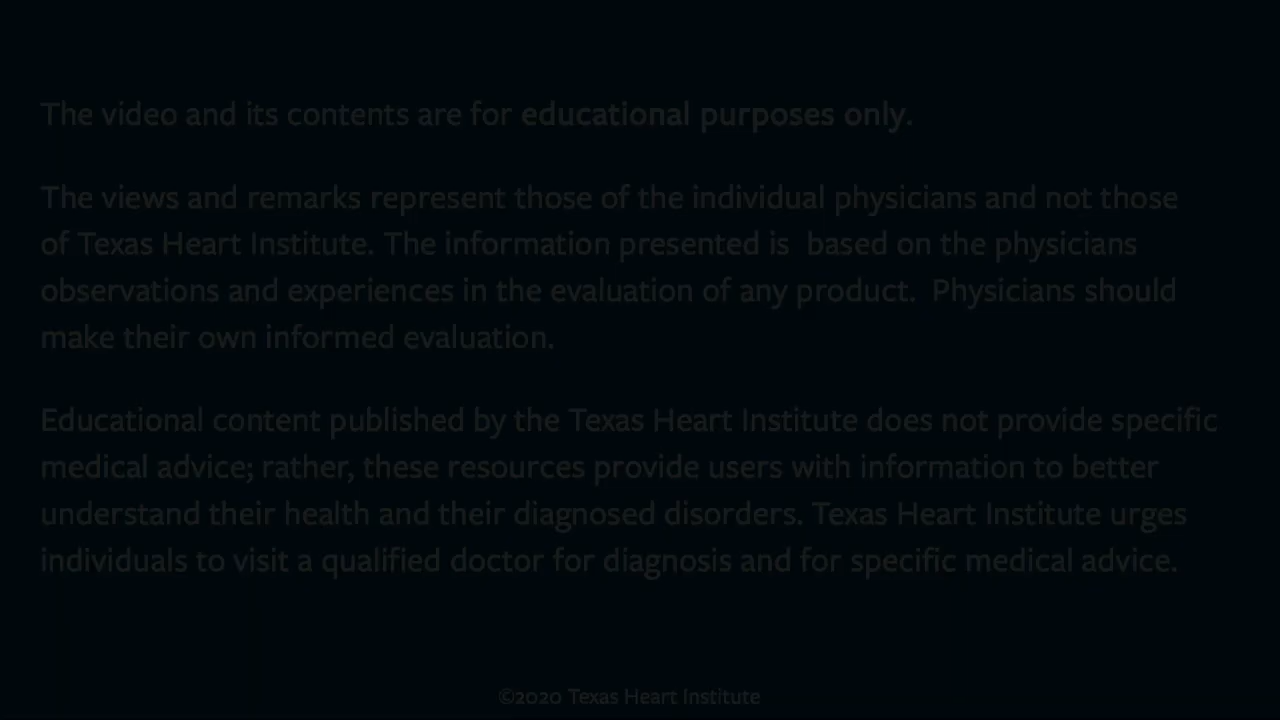 The video and its contents are for educational purposes only.
The views and remarks represent those of the individual physicians and not those
of Texas Heart Institute. The information presented is  based on the physicians
observations and experiences in the evaluation of any product.  Physicians should
make their own informed evaluation.
Educational content published by the Texas Heart Institute does not provide specific
medical advice; rather, these resources provide users with information to better
understand their health and their diagnosed disorders. Texas Heart Institute urges
individuals to visit a qualified doctor for diagnosis and for specific medical advice.
©2020 Texas Heart Institute